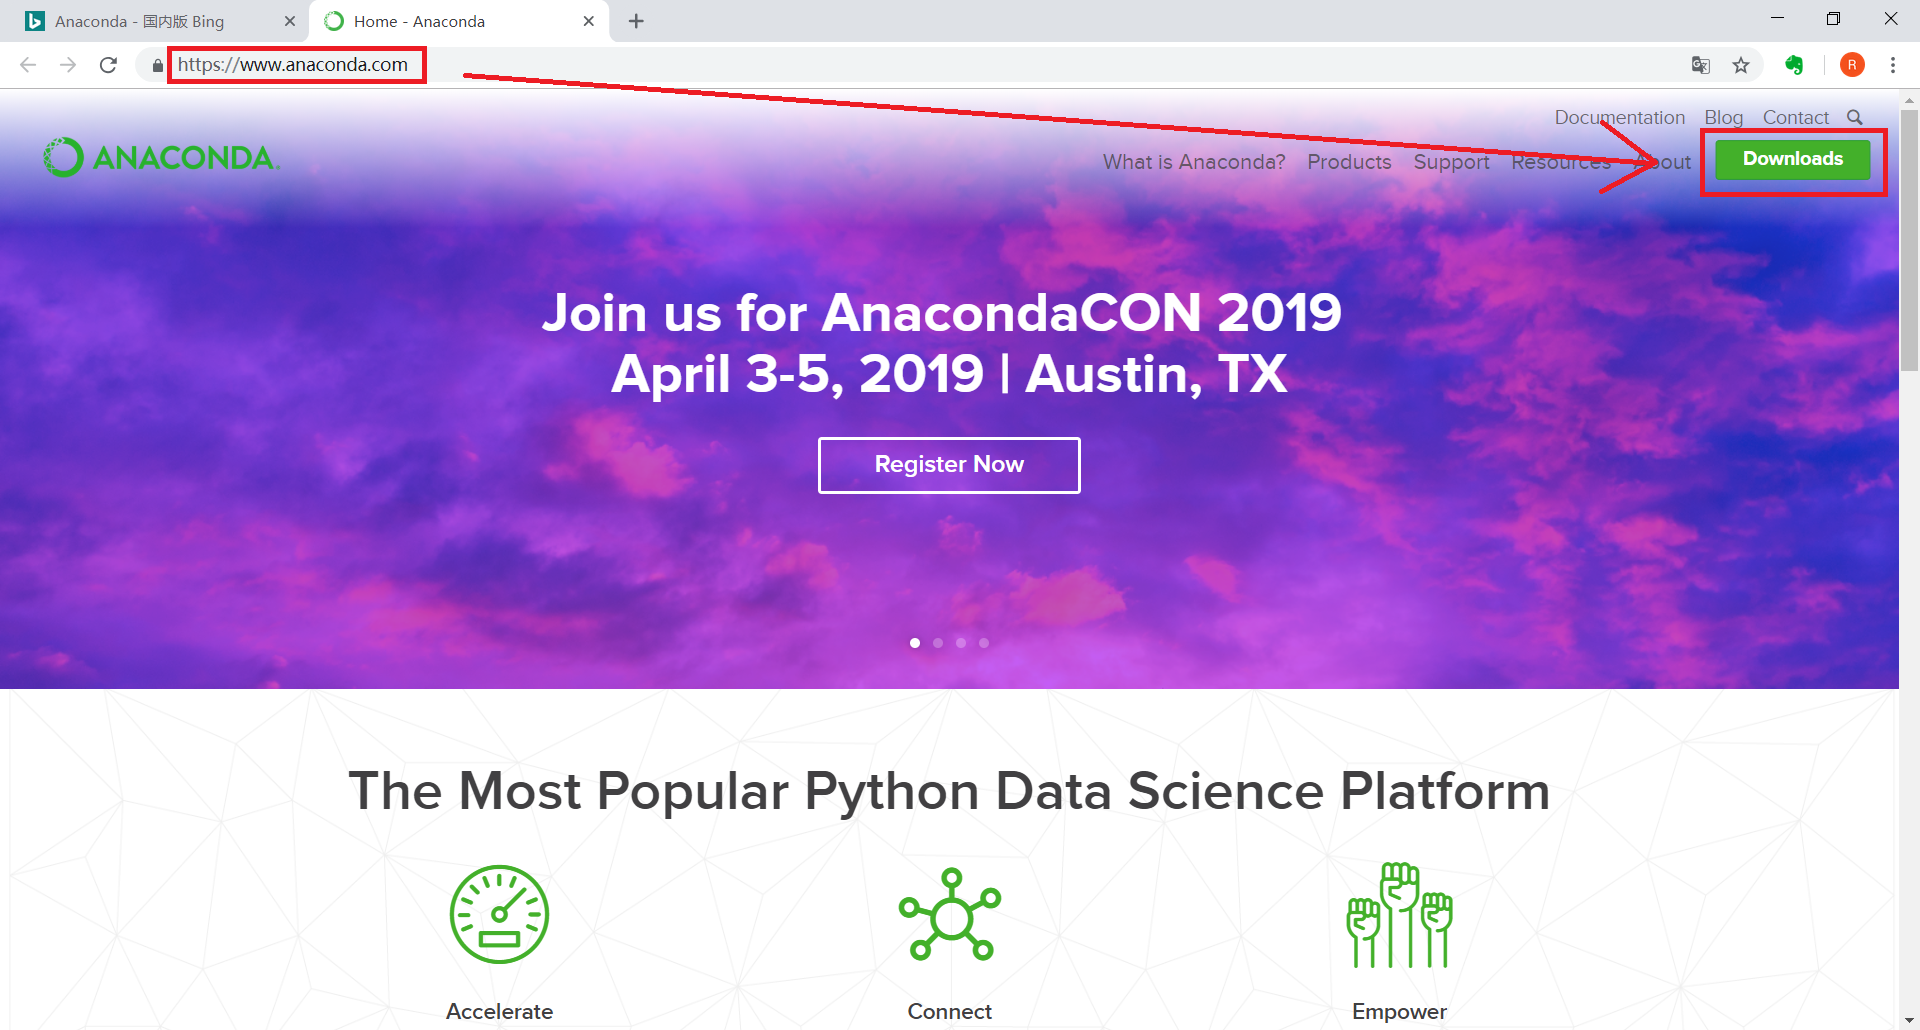 Anaconda - 国内版 Bing
Home - Anaconda
https://www.anaconda.com
R
Documentation Blog Contact
ANACONDA.
What is Anaconda? Products Support Resources About Downloads
Join us for AnacondaCON 2019
April 3-5, 2019 | Austin, TX
Register Now
The Most Popular Python Data Science Platform
Accelerate Connect Empower